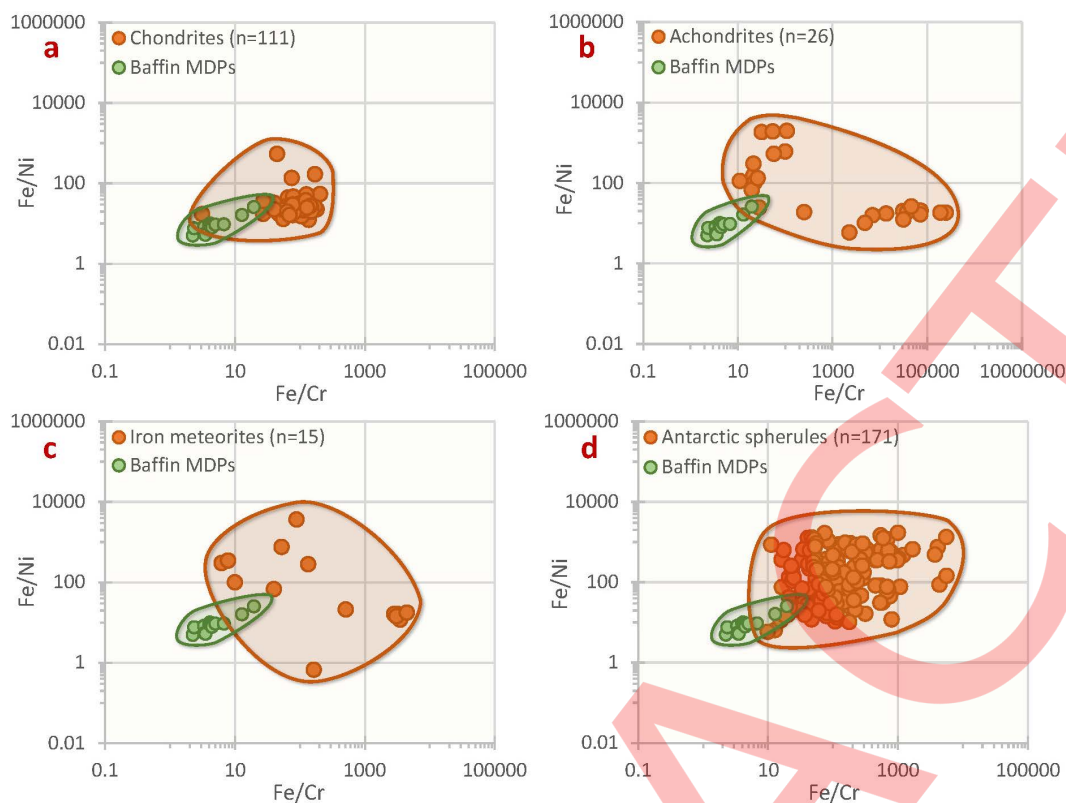 a
Chondrites (n=111)
Baffin MDPs
1000000
10000
100
1
0.01
Fe/Ni
0.1
10
1000
100000
Fe/Cr
b
Achondrites (n=26)
Baffin MDPs
1000000
10000
100
1
0.01
Fe/Ni
0.1
10
1000
100000
10000000
Fe/Cr
c
Iron meteorites (n=15)
Baffin MDPs
1000000
10000
100
1
0.01
Fe/Ni
0.1
10
1000
100000
Fe/Cr
d
Antarctic spherules (n=171)
Baffin MDPs
1000000
10000
100
1
0.01
Fe/Ni
0.1
10
1000
100000
Fe/Cr
ACT